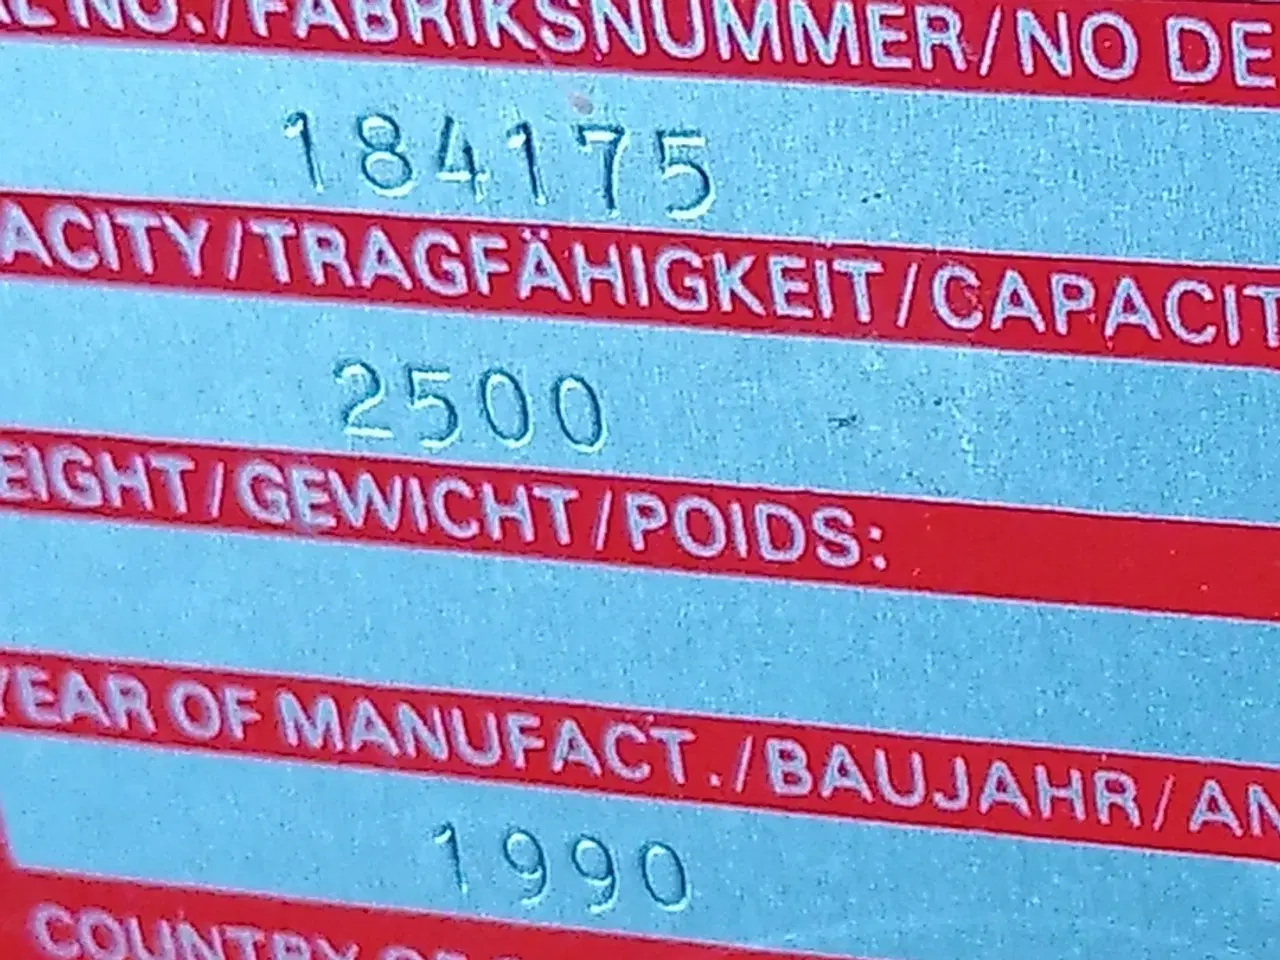 L NO./FABRIKSNUMMER/NO DE
184175
ACITY/TRAGFÄHIGKEIT/CAPACIT
2500
EIGHT/GEWICHT/POIDS:
YEAR OF MANUFACT./BAUJAHR/AN
1990
COUNTRY OF